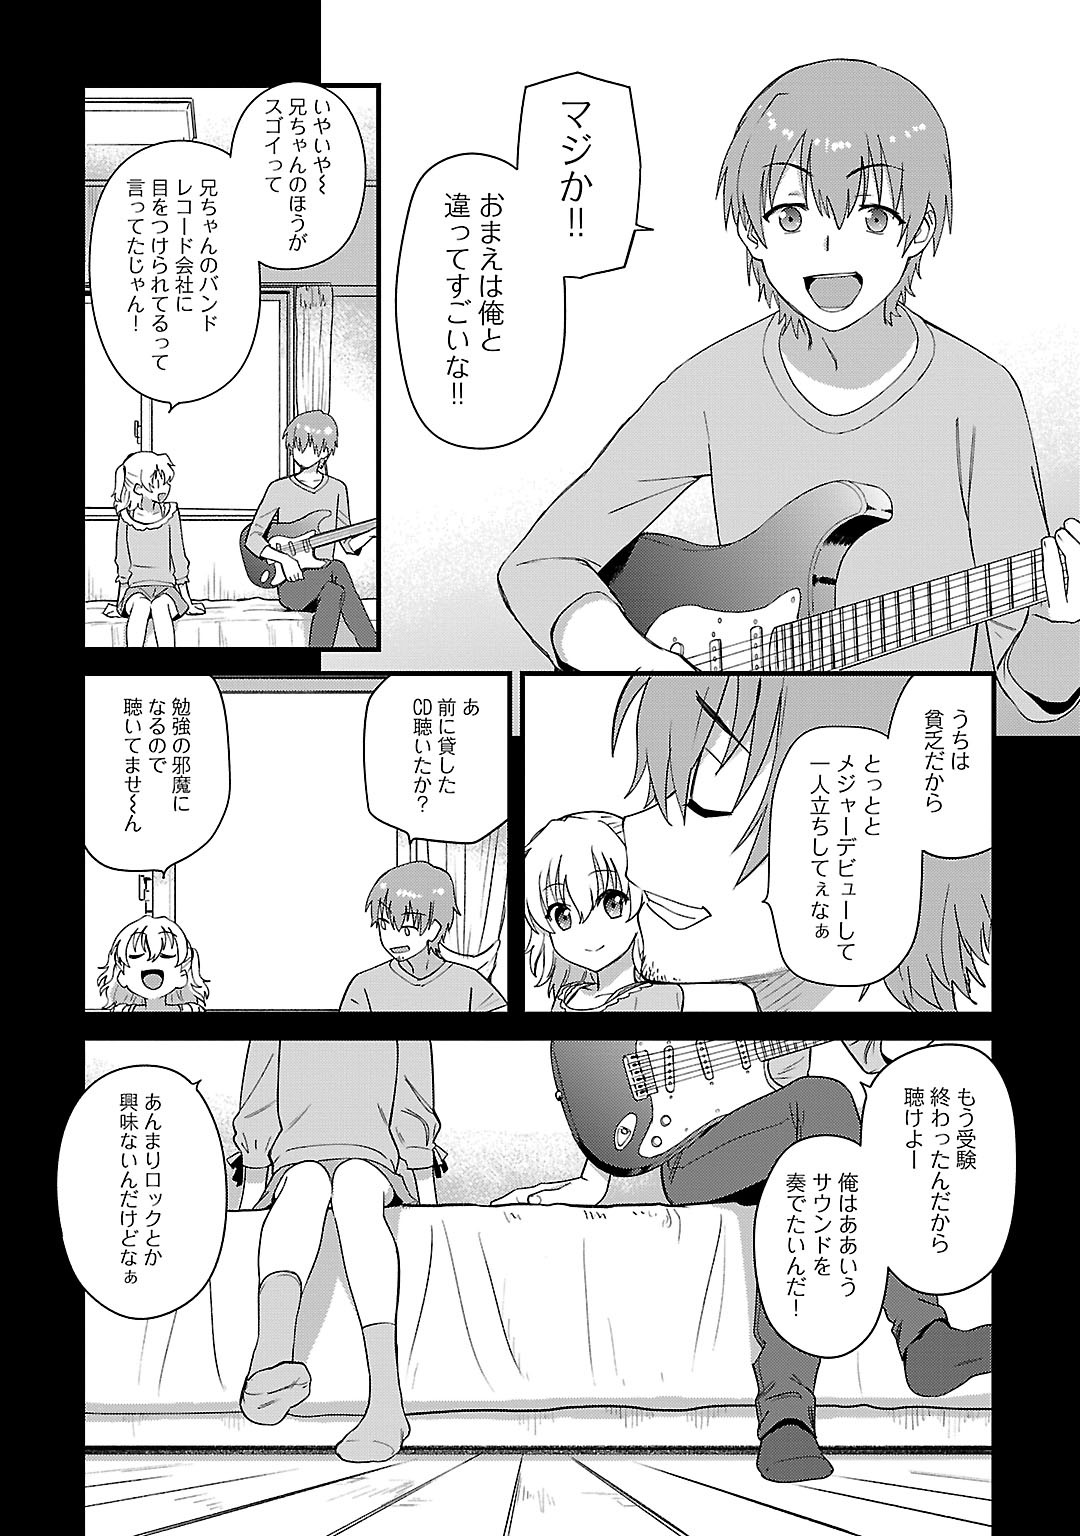 マジか!!
おまえは俺と
違ってすごいな!!
いやいや〜
兄ちゃんのほうが
スゴイって
兄ちゃんのバンド
レコード会社に
目をつけられてるって
言ってたじゃん!
うちは
貧乏だから
とっとと
メジャーデビューして
一人立ちしてぇなぁ
あ
前に貸した
CD聴いたか?
勉強の邪魔に
なるので
聴いてませ〜ん
もう受験
終わったんだから
聴けよー
俺はああいう
サウンドを
奏でたいんだ!
あんまりロックとか
興味ないんだけどなぁ